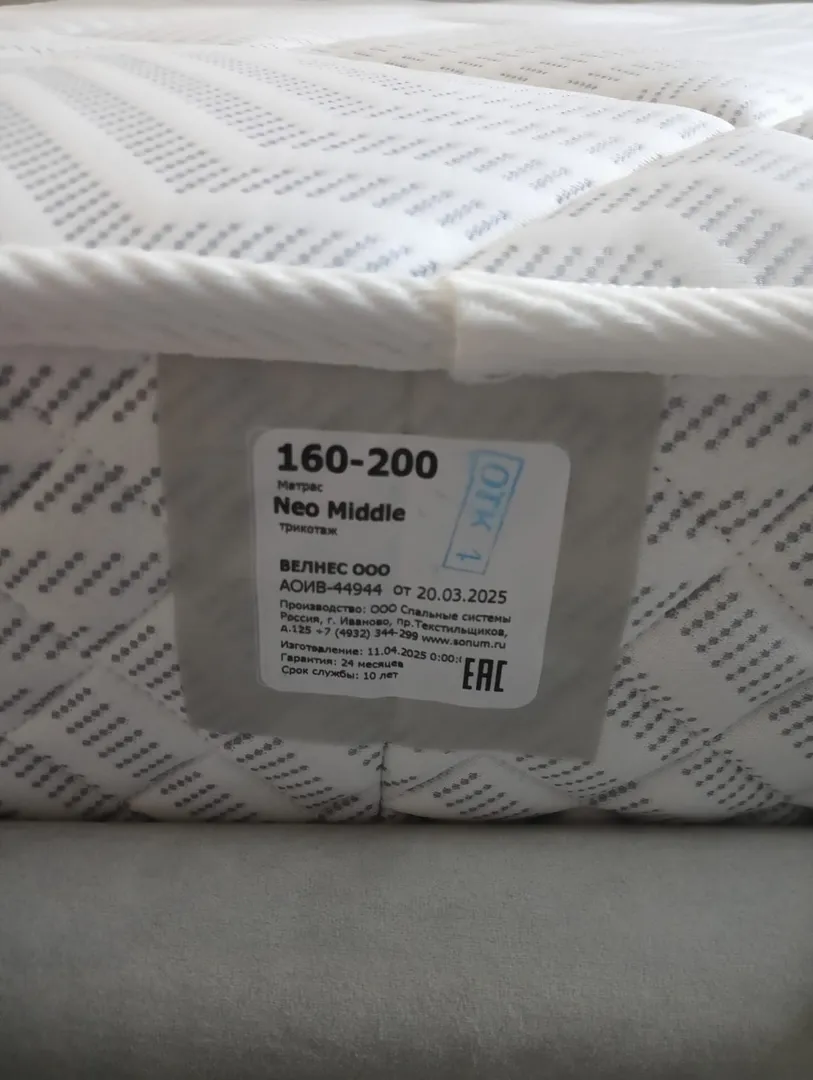 160-200
Матрас
Neo Middle
трикотаж
ОТК 1
ВЕЛНЕС ООО
АОИВ-44944 от 20.03.2025
Производство: ООО Спальные системы
Россия, г. Иваново, пр.Текстильщиков,
д.125 +7 (4932) 344-299 www.sonum.ru
Изготовление: 11.04.2025 0:00:
Гарантия: 24 месяцев
Срок службы: 10 лет
ЕАС